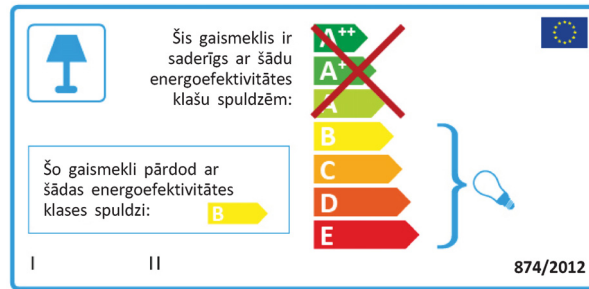 Šis gaismeklis ir
saderīgs ar šādu
energoefektivitātes
klašu spuldzēm:
A++
A+
A
B
C
D
E
Šo gaismekli pārdod ar
šādas energoefektivitātes
klases spuldzi: B
I II
874/2012